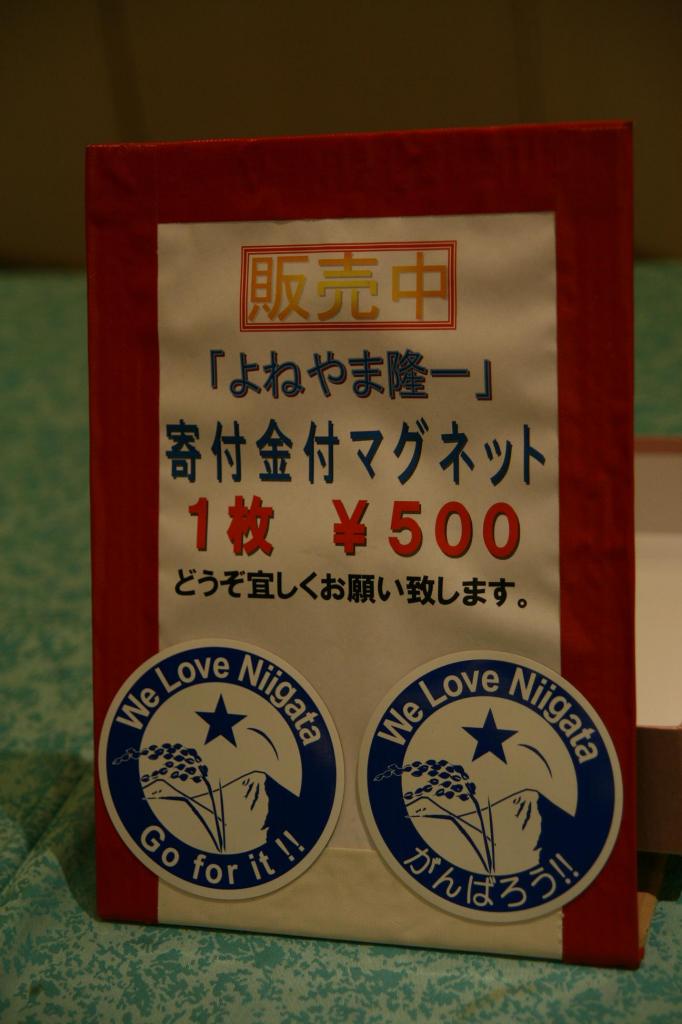 販売中
「よねやま隆一」
寄付金付マグネット
1枚 ¥500
どうぞ宜しくお願い致します。
We Love Niigata
Go for it !!
We Love Niigata
がんばろう!!